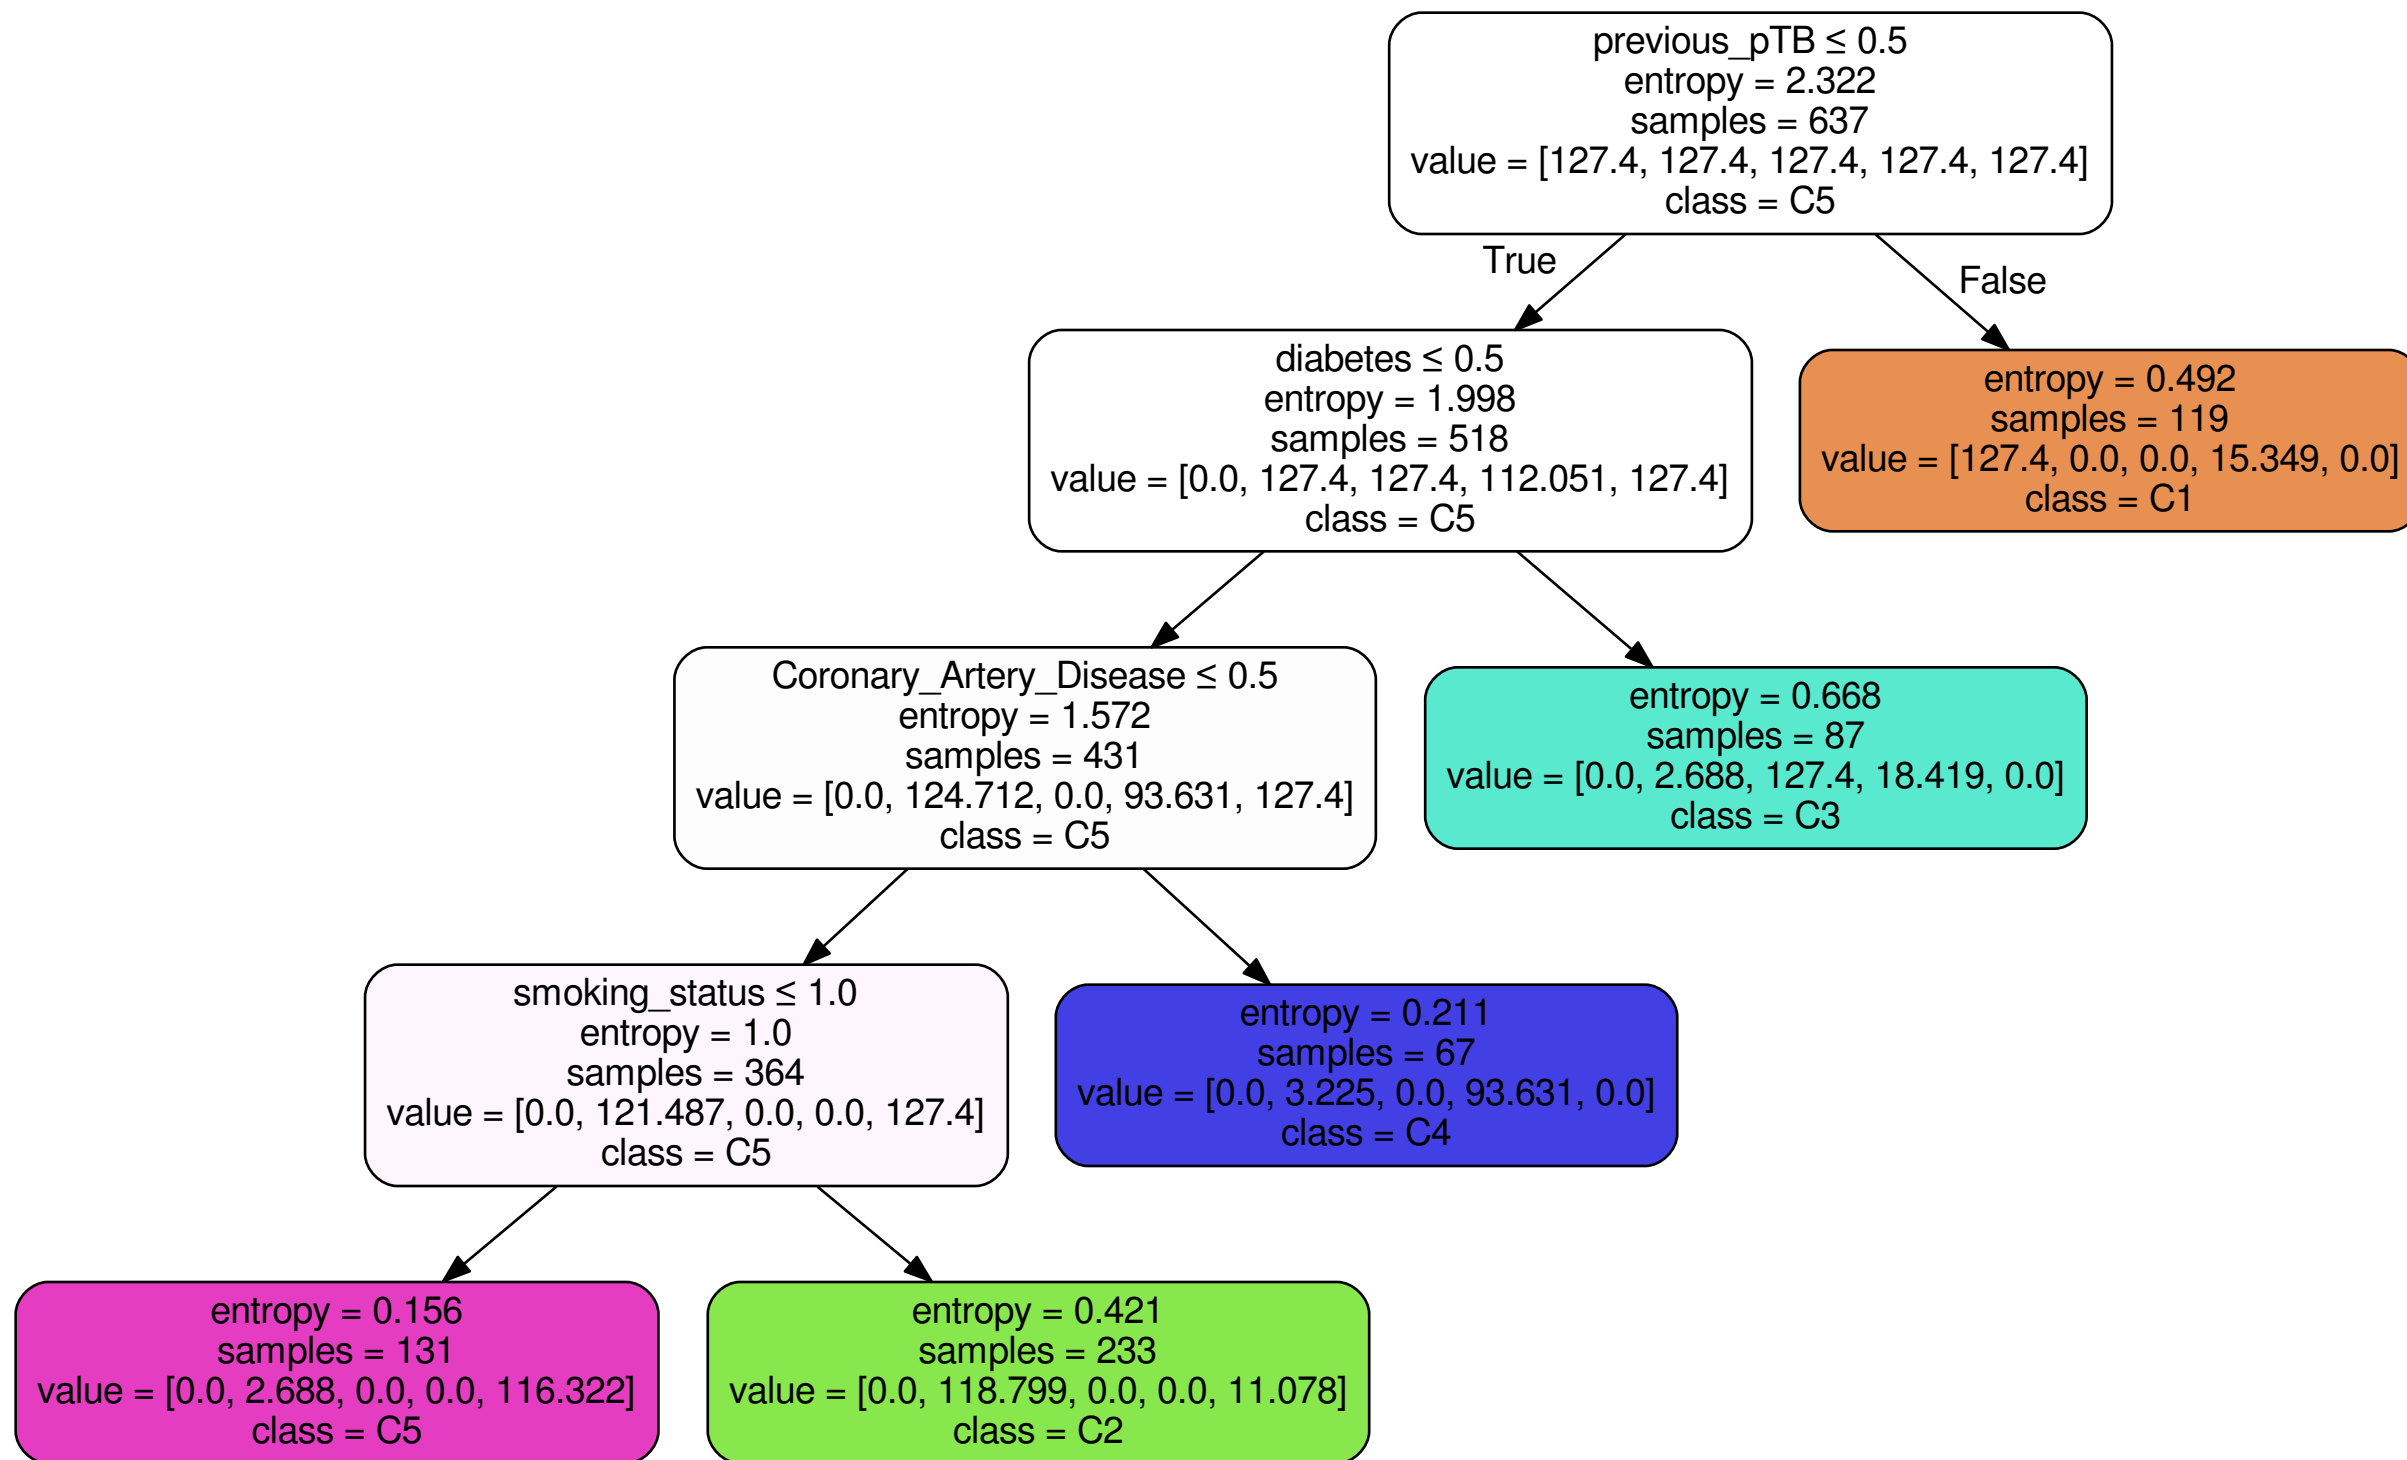 previous_pTB ≤ 0.5
entropy = 2.322
samples = 637
value = [127.4, 127.4, 127.4, 127.4, 127.4]
class = C5
True
False
diabetes ≤ 0.5
entropy = 1.998
samples = 518
value = [0.0, 127.4, 127.4, 112.051, 127.4]
class = C5
entropy = 0.492
samples = 119
value = [127.4, 0.0, 0.0, 15.349, 0.0]
class = C1
Coronary_Artery_Disease ≤ 0.5
entropy = 1.572
samples = 431
value = [0.0, 124.712, 0.0, 93.631, 127.4]
class = C5
entropy = 0.668
samples = 87
value = [0.0, 2.688, 127.4, 18.419, 0.0]
class = C3
smoking_status ≤ 1.0
entropy = 1.0
samples = 364
value = [0.0, 121.487, 0.0, 0.0, 127.4]
class = C5
entropy = 0.211
samples = 67
value = [0.0, 3.225, 0.0, 93.631, 0.0]
class = C4
entropy = 0.156
samples = 131
value = [0.0, 2.688, 0.0, 0.0, 116.322]
class = C5
entropy = 0.421
samples = 233
value = [0.0, 118.799, 0.0, 0.0, 11.078]
class = C2